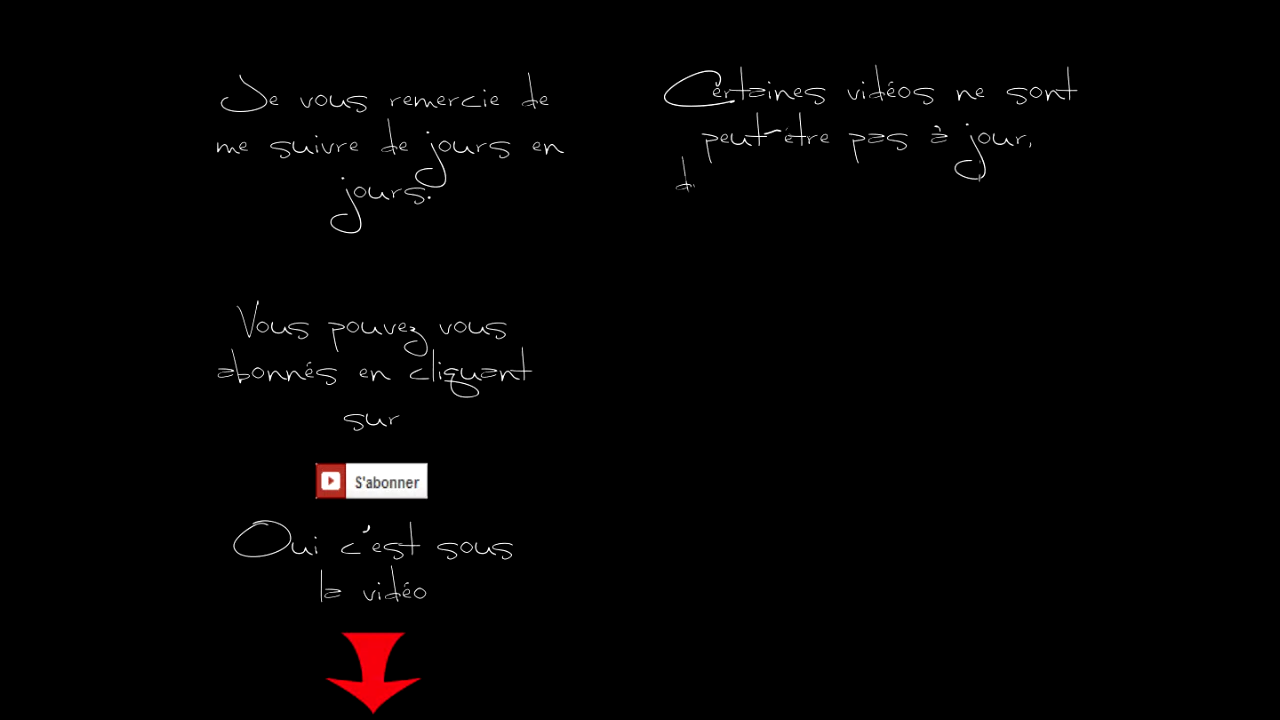 Je vous remercie de
me suivre de jours en
jours.
Vous pouvez vous
abonnés en cliquant
sur
S'abonner
Oui c'est sous
la vidéo
Certaines vidéos ne sont
peut-être pas à jour,